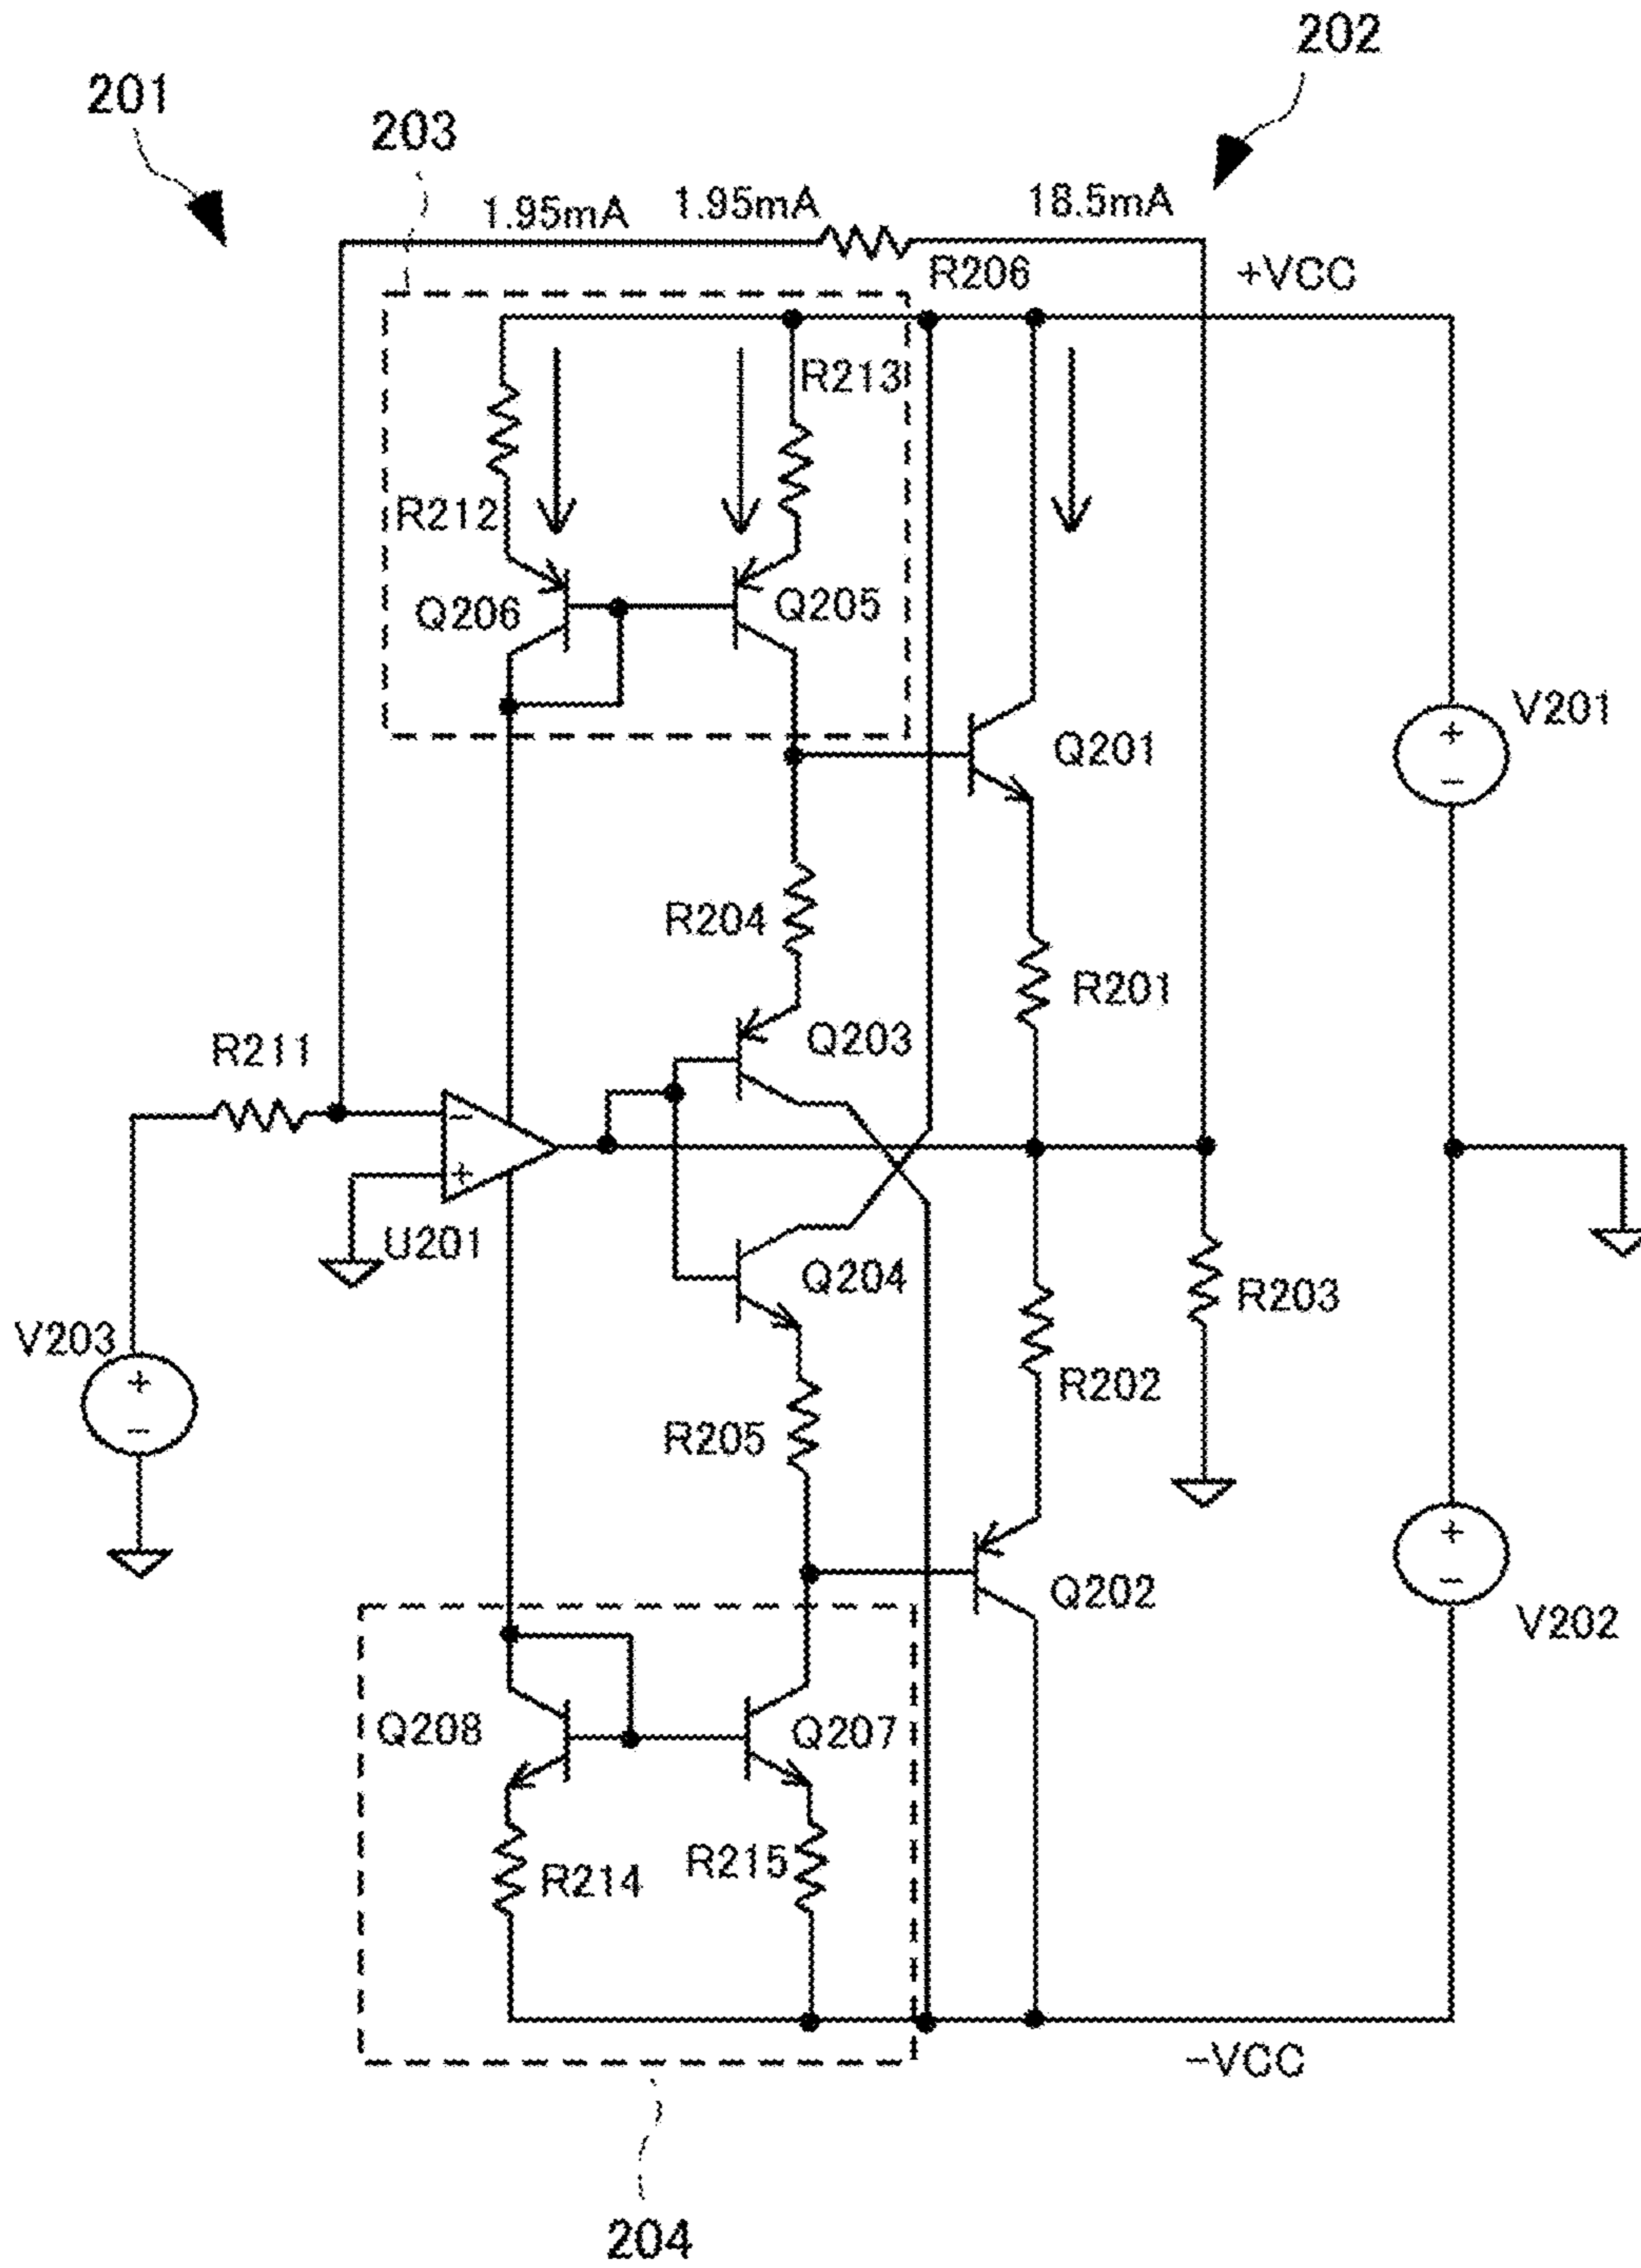 202
201
203
1.95mA 1.95mA 18.5mA
R206 +VCC
R213
R212
Q206 Q205
V201
Q201
R204
R201
Q203
R211
−
+
U201
Q204
R203
V203
R202
R205
Q202
V202
Q208 Q207
R214 R215
−VCC
204